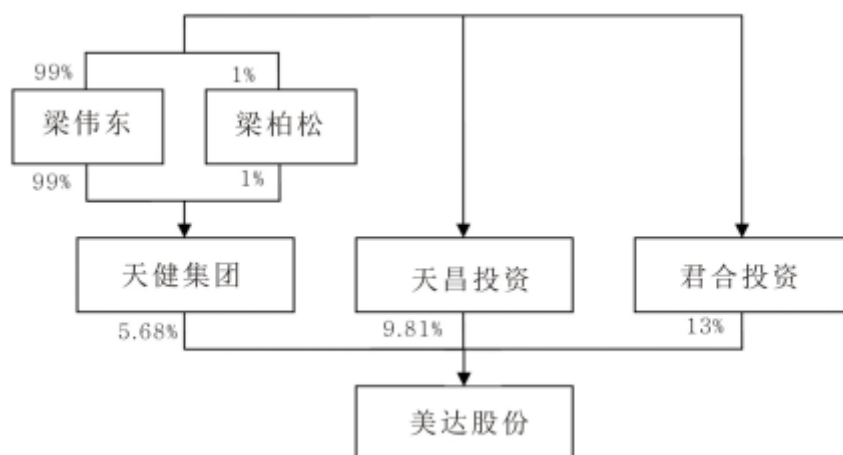 99%
1%
梁伟东
梁柏松
99%
1%
天健集团
天昌投资
君合投资
5.68%
9.81%
13%
美达股份